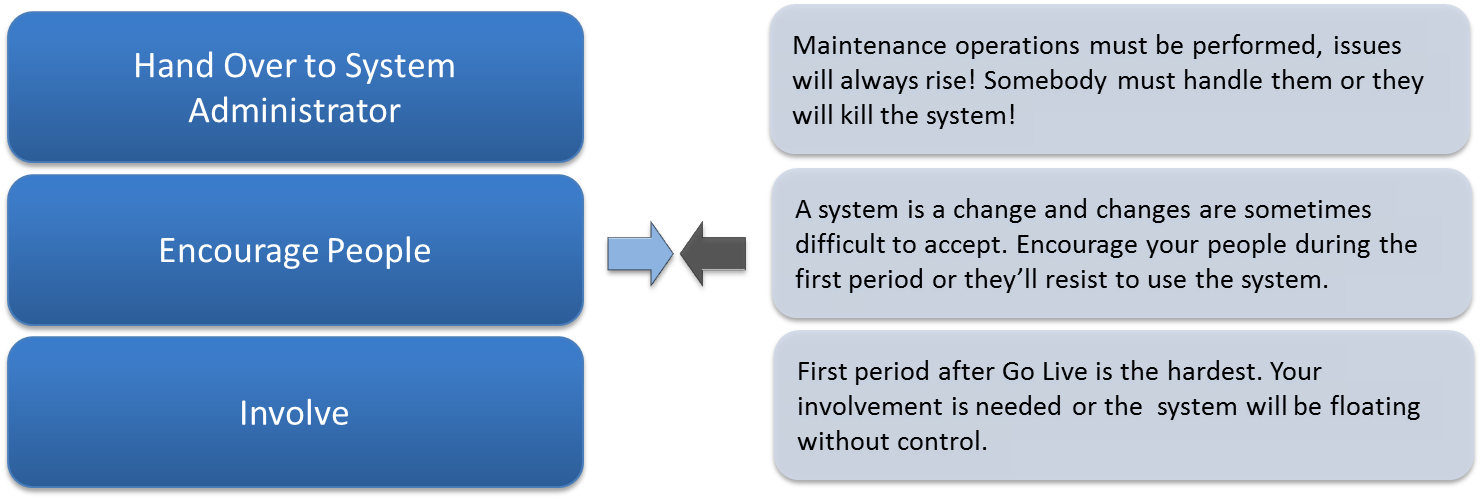 Hand Over to System
Administrator
Maintenance operations must be performed, issues
will always rise! Somebody must handle them or they
will kill the system!
Encourage People
A system is a change and changes are sometimes
difficult to accept. Encourage your people during the
first period or they’ll resist to use the system.
Involve
First period after Go Live is the hardest. Your
involvement is needed or the  system will be floating
without control.